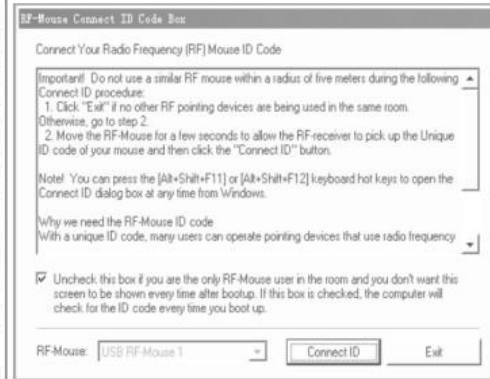 RF-Mouse Connect ID Code Box
Connect Your Radio Frequency (RF) Mouse ID Code
Important! Do not use a similar RF mouse within a radius of five meters during the following
Connect ID procedure:
1. Click "Exit" if no other RF pointing devices are being used in the same room.
Otherwise, go to step 2.
2. Move the RF-Mouse for a few seconds to allow the RF-receiver to pick up the Unique
ID code of your mouse and then click the "Connect ID" button.
Note! You can press the [Alt+Shift+F11] or [Alt+Shift+F12] keyboard hot keys to open the
Connect ID dialog box at any time from Windows.
Why we need the RF-Mouse ID code
With a unique ID code, many users can operate pointing devices that use radio frequency
Uncheck this box if you are the only RF-Mouse user in the room and you don't want this
screen to be shown every time after bootup. If this box is checked, the computer will
check for the ID code every time you boot up.
RF-Mouse: USB RF-Mouse 1 Connect ID Exit